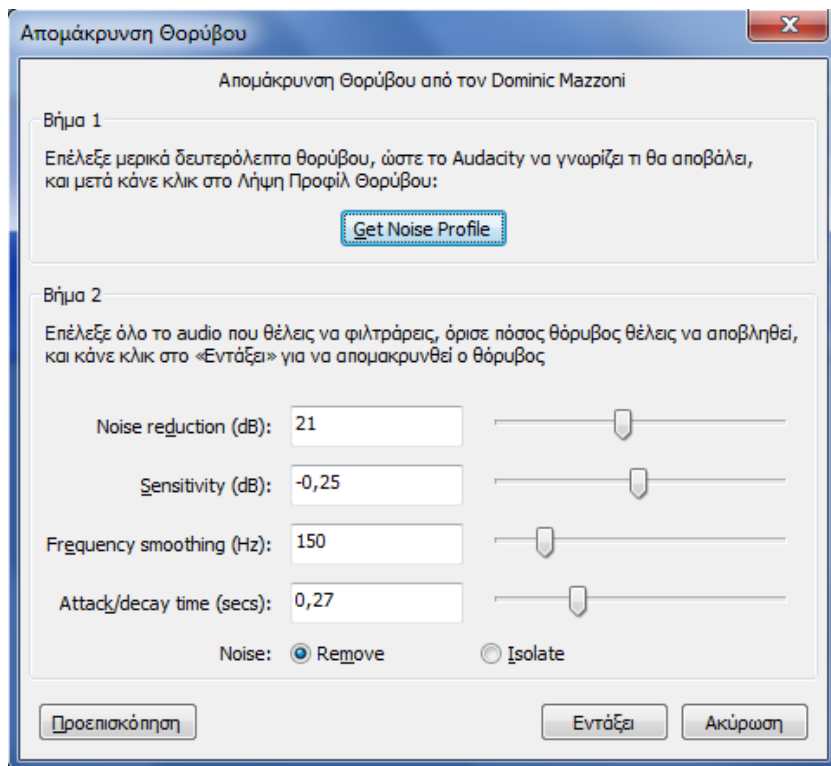 Απομάκρυνση Θορύβου
Απομάκρυνση Θορύβου από τον Dominic Mazzoni
Βήμα 1
Επέλεξε μερικά δευτερόλεπτα θορύβου, ώστε το Audacity να γνωρίζει τι θα αποβάλει,
και μετά κάνε κλικ στο Λήψη Προφίλ Θορύβου:
Get Noise Profile
Βήμα 2
Επέλεξε όλο το audio που θέλεις να φιλτράρεις, όρισε πόσος θόρυβος θέλεις να αποβληθεί,
και κάνε κλικ στο «Εντάξει» για να απομακρυνθεί ο θόρυβος
Noise reduction (dB): 21
Sensitivity (dB): -0,25
Frequency smoothing (Hz): 150
Attack/decay time (secs): 0,27
Noise: Remove Isolate
Προεπισκόπηση Εντάξει Ακύρωση